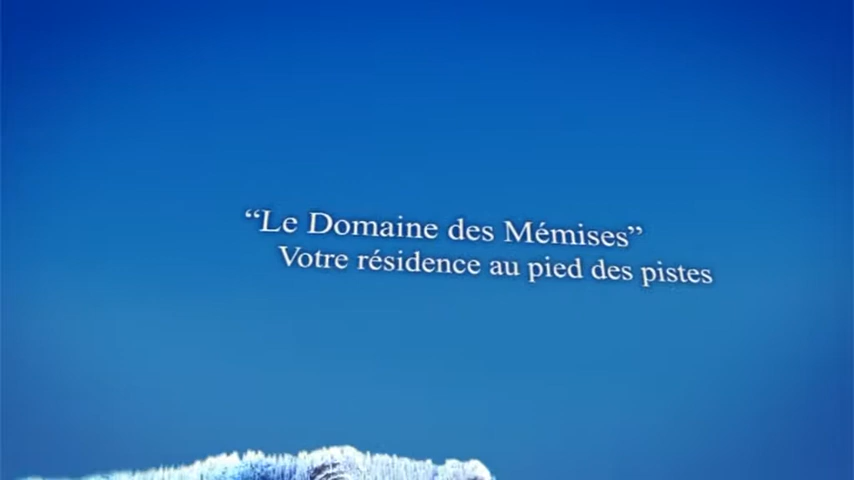 “Le Domaine des Mémises”
Votre résidence au pied des pistes